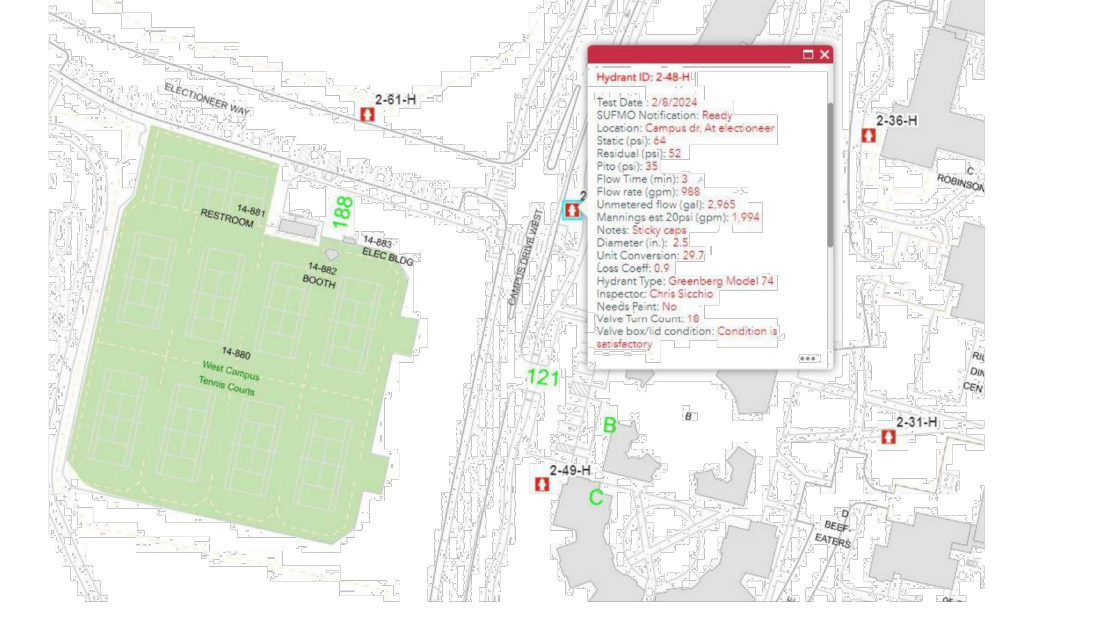 ELECTIONEER WAY
2-61-H
2-36-H
C
ROBINSON
Hydrant ID: 2-48-H
Test Date : 2/8/2024
SUFMO Notification: Ready
Location: Campus dr. At electioneer
Static (psi): 64
Residual (psi): 52
Pito (psi): 35
Flow Time (min): 3
Flow rate (gpm): 988
Unmetered flow (gal): 2,965
Mannings est 20psi (gpm): 1,994
Notes: Sticky caps
Diameter (in.): 2.5
Unit Conversion: 29.7
Loss Coeff: 0.9
Hydrant Type: Greenberg Model 74
Inspector: Chris Sicchio
Needs Paint: No
Valve Turn Count: 18
Valve box/lid condition: Condition is
satisfactory
2
14-881
RESTROOM
188
14-883
ELEC BLDG
14-882
BOOTH
CAMPUS DRIVE WEST
14-880
West Campus
Tennis Courts
121
B
B
2-31-H
2-49-H
C
D
BEEF-
EATERS
RIC
DIN
CEN